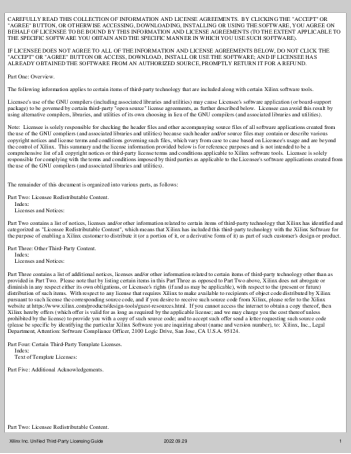 CAREFULLY READ THIS COLLECTION OF INFORMATION AND LICENSE AGREEMENTS. BY CLICKING THE "ACCEPT" OR
"AGREE" BUTTON, OR OTHERWISE ACCESSING, DOWNLOADING, INSTALLING OR USING THE SOFTWARE, YOU AGREE ON
BEHALF OF LICENSEE TO BE BOUND BY THIS INFORMATION AND LICENSE AGREEMENTS (TO THE EXTENT APPLICABLE TO
THE SPECIFIC SOFTWARE YOU OBTAIN AND THE SPECIFIC MANNER IN WHICH YOU USE SUCH SOFTWARE).
IF LICENSEE DOES NOT AGREE TO ALL OF THE INFORMATION AND LICENSE AGREEMENTS BELOW, DO NOT CLICK THE
"ACCEPT" OR "AGREE" BUTTON OR ACCESS, DOWNLOAD, INSTALL OR USE THE SOFTWARE; AND IF LICENSEE HAS
ALREADY OBTAINED THE SOFTWARE FROM AN AUTHORIZED SOURCE, PROMPTLY RETURN IT FOR A REFUND.
Part One: Overview.
The following information applies to certain items of third-party technology that are included along with certain Xilinx software tools.
Licensee's use of the GNU compilers (including associated libraries and utilities) may cause Licensee's software application (or board-support
package) to be governed by certain third-party "open source" license agreements, as further described below. Licensee can avoid this result by
using alternative compilers, libraries, and utilities of its own choosing in lieu of the GNU compilers (and associated libraries and utilities).
Note: Licensee is solely responsible for checking the header files and other accompanying source files of all software applications created from
the use of the GNU compilers (and associated libraries and utilities) because such header and/or source files may contain or describe various
copyright notices and license terms and conditions governing such files, which vary from case to case based on Licensee's usage and are beyond
the control of Xilinx. This summary and the license information provided below is for reference purposes and is not intended to be a
comprehensive list of all copyright notices or third-party license terms and conditions applicable to Xilinx software tools. Licensee is solely
responsible for complying with the terms and conditions imposed by third parties as applicable to the Licensee's software applications created from
the use of the GNU compilers (and associated libraries and utilities).
The remainder of this document is organized into various parts, as follows:
Part Two: Licensee Redistributable Content.
Index:
Licenses and Notices:
Part Two contains a list of notices, licenses and/or other information related to certain items of third-party technology that Xilinx has identified and
categorized as "Licensee Redistributable Content", which means that Xilinx has included this third-party technology with the Xilinx Software for
the purpose of enabling a Xilinx customer to distribute it (or a portion of it, or a derivative form of it) as part of such customer's design or product.
Part Three: Other Third-Party Content.
Index:
Licenses and Notices:
Part Three contains a list of additional notices, licenses and/or other information related to certain items of third-party technology other than as
provided in Part Two. Please note that by listing certain items in this Part Three as opposed to Part Two above, Xilinx does not abrogate or
diminish in any respect either its own obligations, or Licensee's rights (if and as may be applicable), with respect to the (present or future)
distribution of such items. With respect to any license that requires Xilinx to make available to recipients of object code distributed by Xilinx
pursuant to such license the corresponding source code, and if you desire to receive such source code from Xilinx, please refer to the Xilinx
website at https://www.xilinx.com/products/design-tools/guest-resources.html. If you cannot access the internet to obtain a copy thereof, then
Xilinx hereby offers (which offer is valid for as long as required by the applicable license; and we may charge you the cost thereof unless
prohibited by the license) to provide you with a copy of such source code; and to accept such offer send a letter requesting such source code
(please be specific by identifying the particular Xilinx Software you are inquiring about (name and version number), to: Xilinx, Inc., Legal
Department, Attention: Software Compliance Officer, 2100 Logic Drive, San Jose, CA U.S.A. 95124.
Part Four: Certain Third-Party Template Licenses.
Index:
Text of Template Licenses:
Part Five: Additional Acknowledgements.
Part Two: Licensee Redistributable Content.
Xilinx Inc. Unified Third-Party Licensing Guide 2022.09.29 1